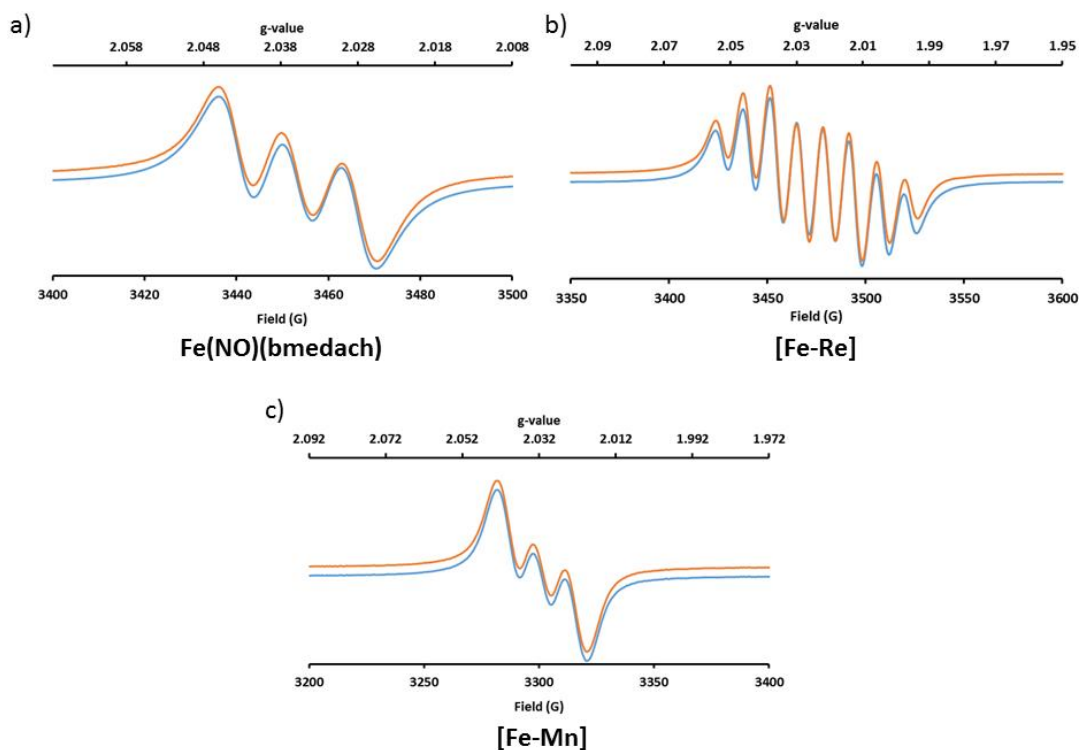 a)
g-value
2.058 2.048 2.038 2.028 2.018 2.008
3400 3420 3440 3460 3480 3500
Field (G)
Fe(NO)(bmedach)
b)
g-value
2.09 2.07 2.05 2.03 2.01 1.99 1.97 1.95
3350 3400 3450 3500 3550 3600
Field (G)
[Fe-Re]
c)
g-value
2.092 2.072 2.052 2.032 2.012 1.992 1.972
3200 3250 3300 3350 3400
Field (G)
[Fe-Mn]